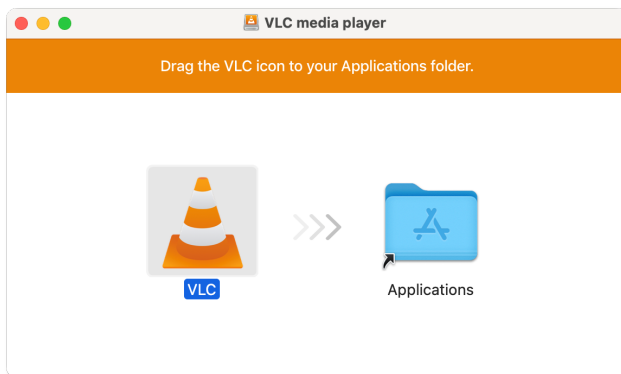 VLC media player
Drag the VLC icon to your Applications folder.
VLC
Applications